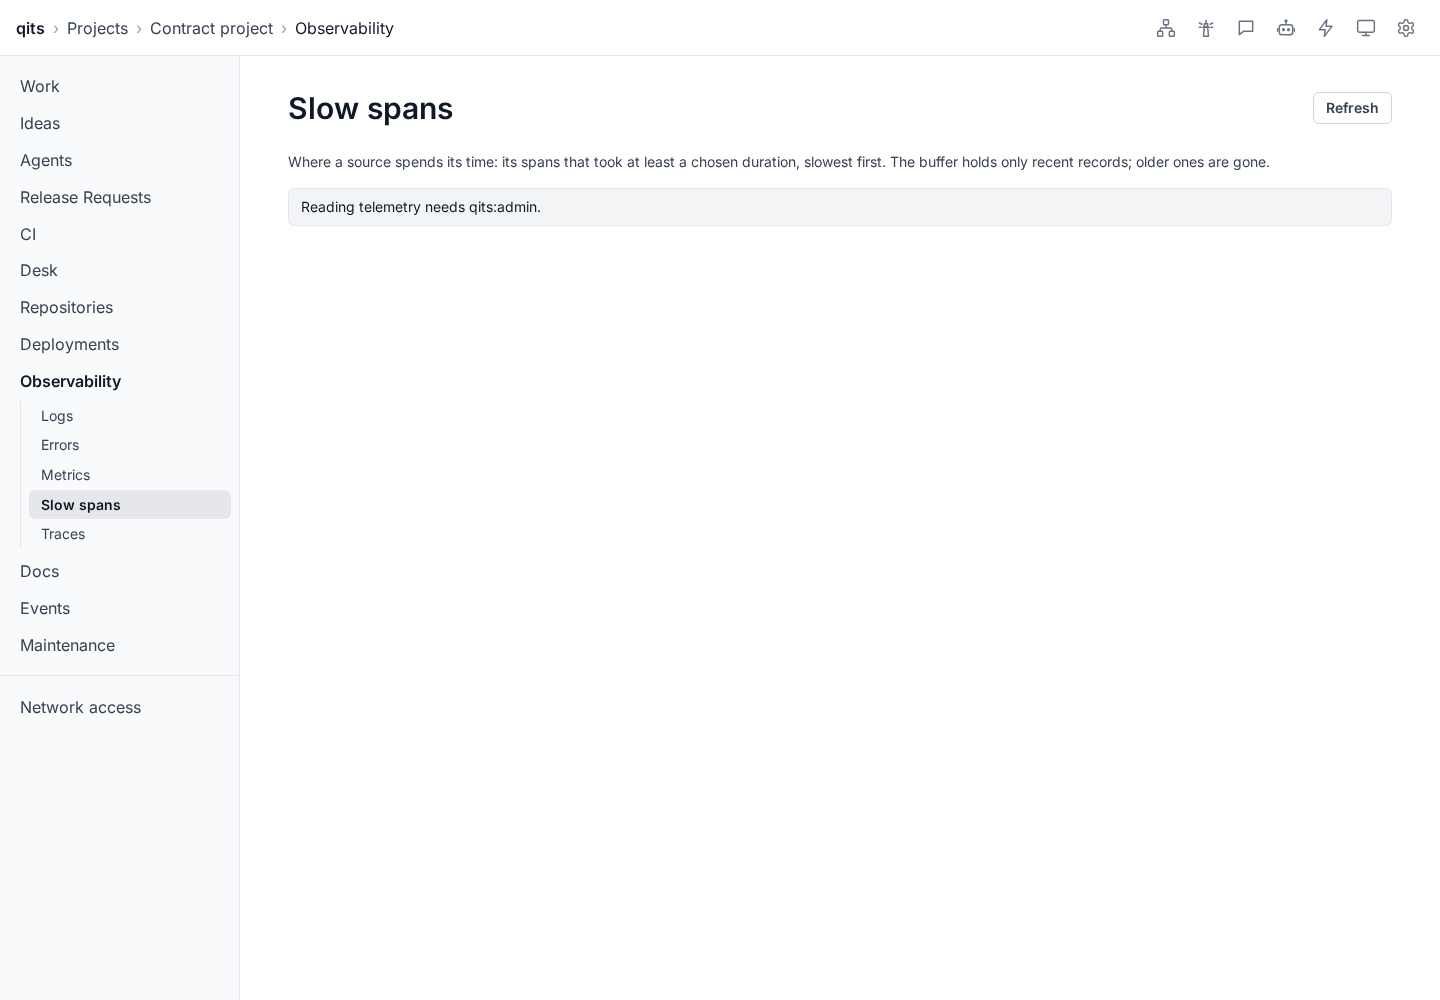 qits › Projects › Contract project › Observability
Work
Ideas
Agents
Release Requests
CI
Desk
Repositories
Deployments
Observability
Logs
Errors
Metrics
Slow spans
Traces
Docs
Events
Maintenance
Network access
Slow spans
Refresh
Where a source spends its time: its spans that took at least a chosen duration, slowest first. The buffer holds only recent records; older ones are gone.
Reading telemetry needs qits:admin.